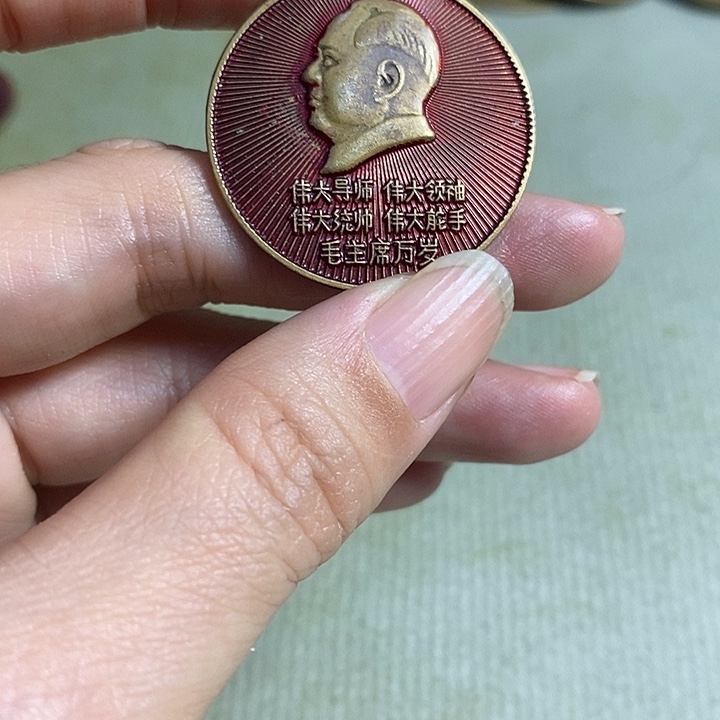 伟大导师 伟大领袖
伟大绕帅 伟大舵手
毛主席万岁